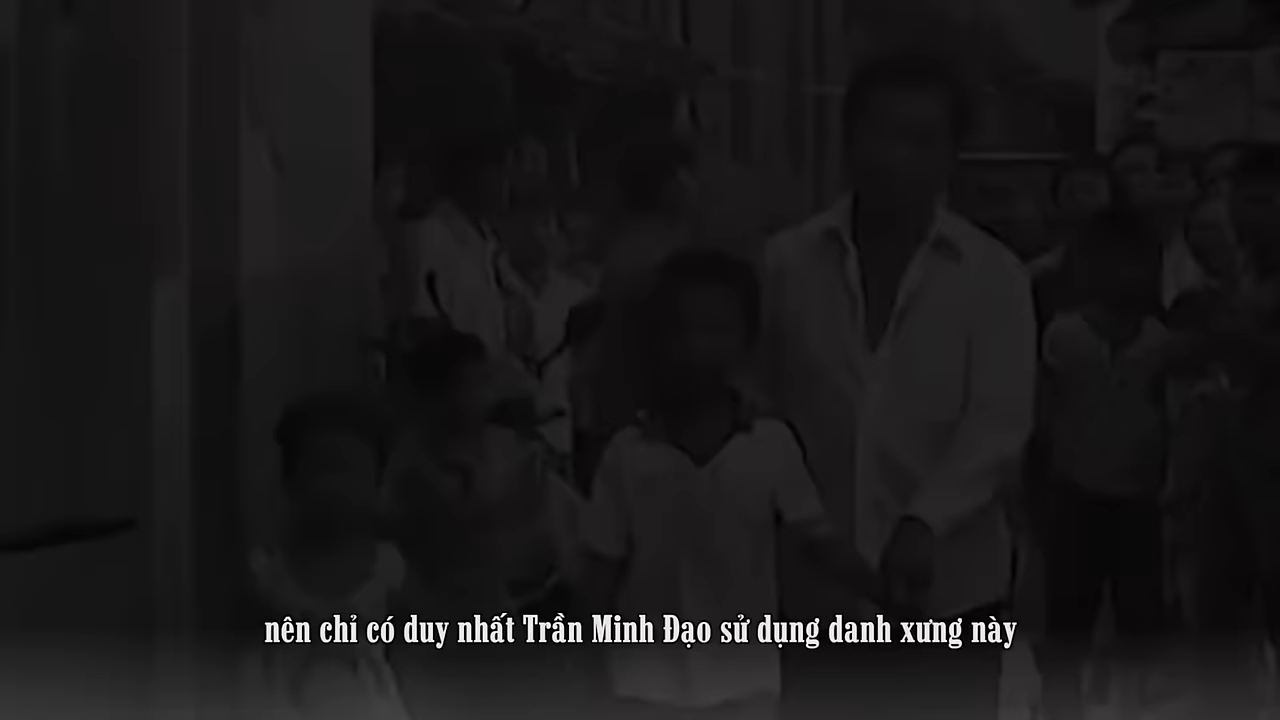 nên chỉ có duy nhất Trần Minh Đạo sử dụng danh xưng này